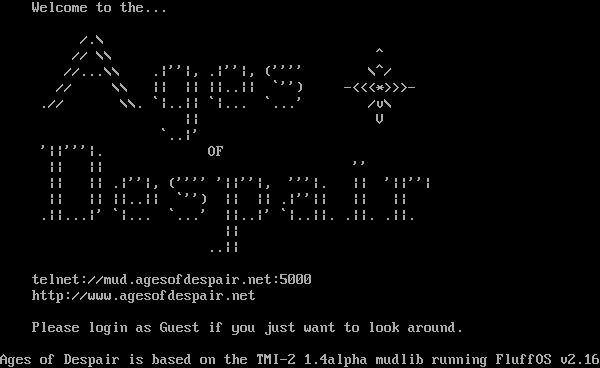 Welcome to the...
Ages
OF
Despair
telnet://mud.agesofdespair.net:5000
http://www.agesofdespair.net
Please login as Guest if you just want to look around.
Ages of Despair is based on the TMI-2 1.4alpha mudlib running FluffOS v2.16